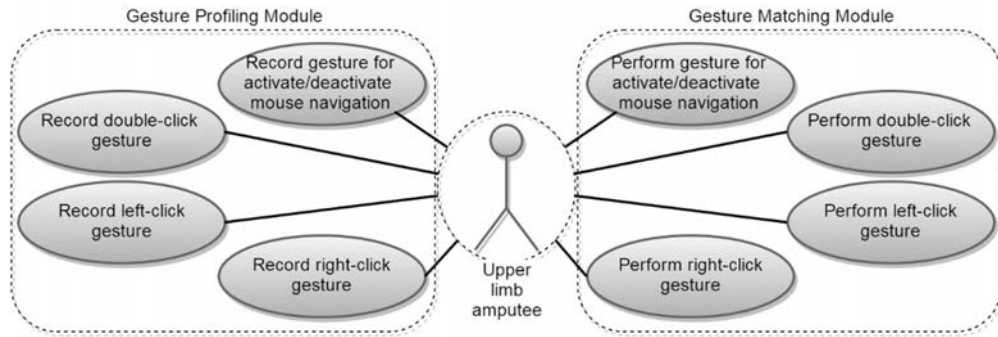 Gesture Profiling Module
Record gesture for
activate/deactivate
mouse navigation
Record double-click
gesture
Record left-click
gesture
Record right-click
gesture
Upper
limb
amputee
Gesture Matching Module
Perform gesture for
activate/deactivate
mouse navigation
Perform double-click
gesture
Perform left-click
gesture
Perform right-click
gesture